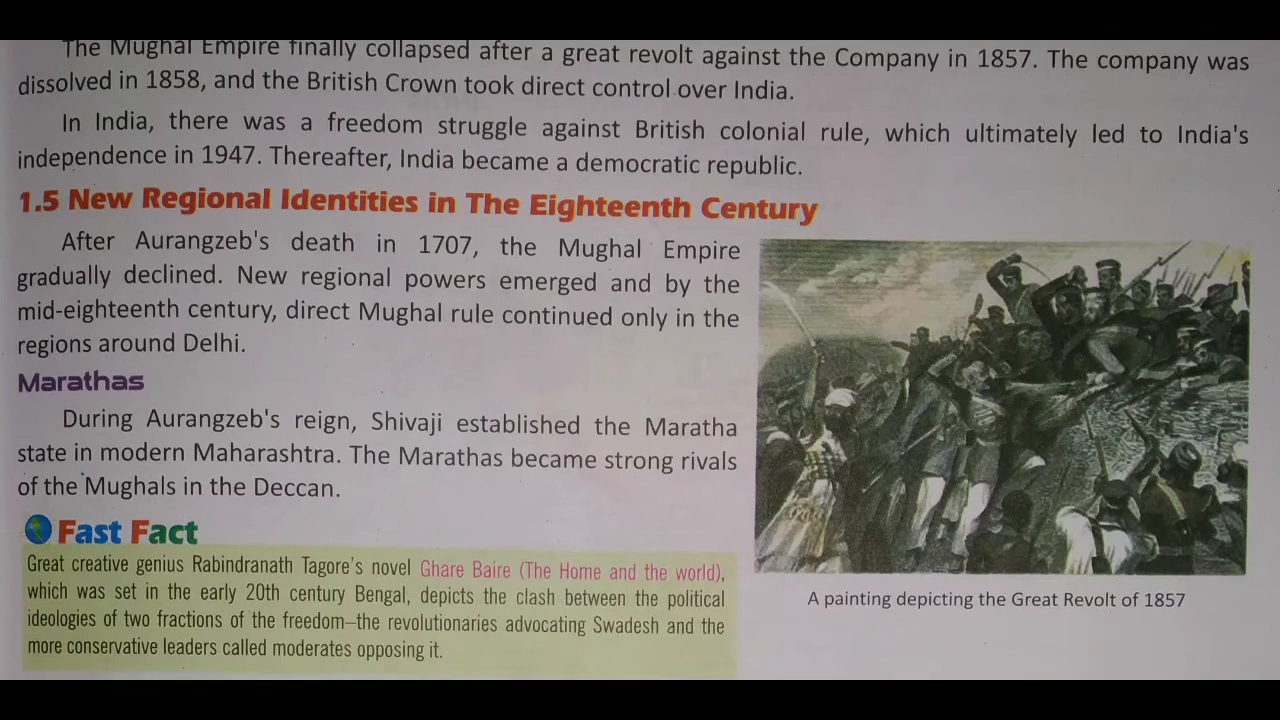 The Mughal Empire finally collapsed after a great revolt against the Company in 1857. The company was
dissolved in 1858, and the British Crown took direct control over India.
In India, there was a freedom struggle against British colonial rule, which ultimately led to India's
independence in 1947. Thereafter, India became a democratic republic.
1.5 New Regional Identities in The Eighteenth Century
After Aurangzeb's death in 1707, the Mughal Empire
gradually declined. New regional powers emerged and by the
mid-eighteenth century, direct Mughal rule continued only in the
regions around Delhi.
Marathas
During Aurangzeb's reign, Shivaji established the Maratha
state in modern Maharashtra. The Marathas became strong rivals
of the Mughals in the Deccan.
Fast Fact
Great creative genius Rabindranath Tagore's novel Ghare Baire (The Home and the world),
which was set in the early 20th century Bengal, depicts the clash between the political
ideologies of two fractions of the freedom–the revolutionaries advocating Swadesh and the
more conservative leaders called moderates opposing it.
A painting depicting the Great Revolt of 1857